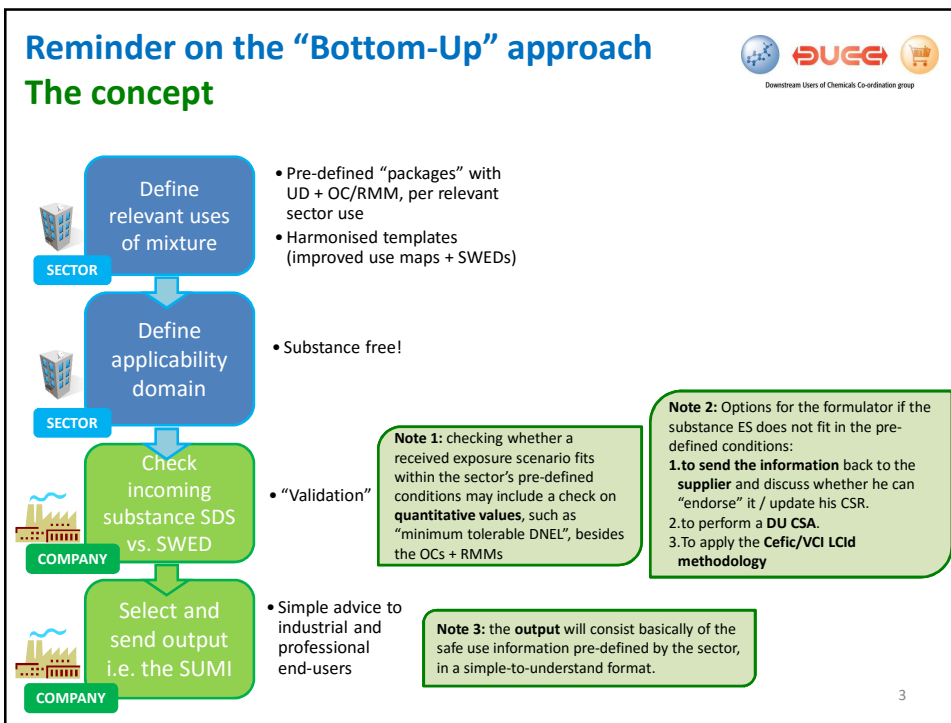 Reminder on the “Bottom-Up” approach
The concept
DUCC
Downstream Users of Chemicals Co-ordination group
Define
relevant uses
of mixture
SECTOR
• Pre-defined “packages” with
UD + OC/RMM, per relevant
sector use
• Harmonised templates
(improved use maps + SWEDs)
Define
applicability
domain
SECTOR
• Substance free!
Check
incoming
substance SDS
vs. SWED
COMPANY
• “Validation”
Note 1: checking whether a
received exposure scenario fits
within the sector’s pre-defined
conditions may include a check on
quantitative values, such as
“minimum tolerable DNEL”, besides
the OCs + RMMs
Note 2: Options for the formulator if the
substance ES does not fit in the pre-
defined conditions:
1.to send the information back to the
supplier and discuss whether he can
“endorse” it / update his CSR.
2.to perform a DU CSA.
3.To apply the Cefic/VCI LCId
methodology
Select and
send output
i.e. the SUMI
COMPANY
• Simple advice to
industrial and
professional
end-users
Note 3: the output will consist basically of the
safe use information pre-defined by the sector,
in a simple-to-understand format.
3